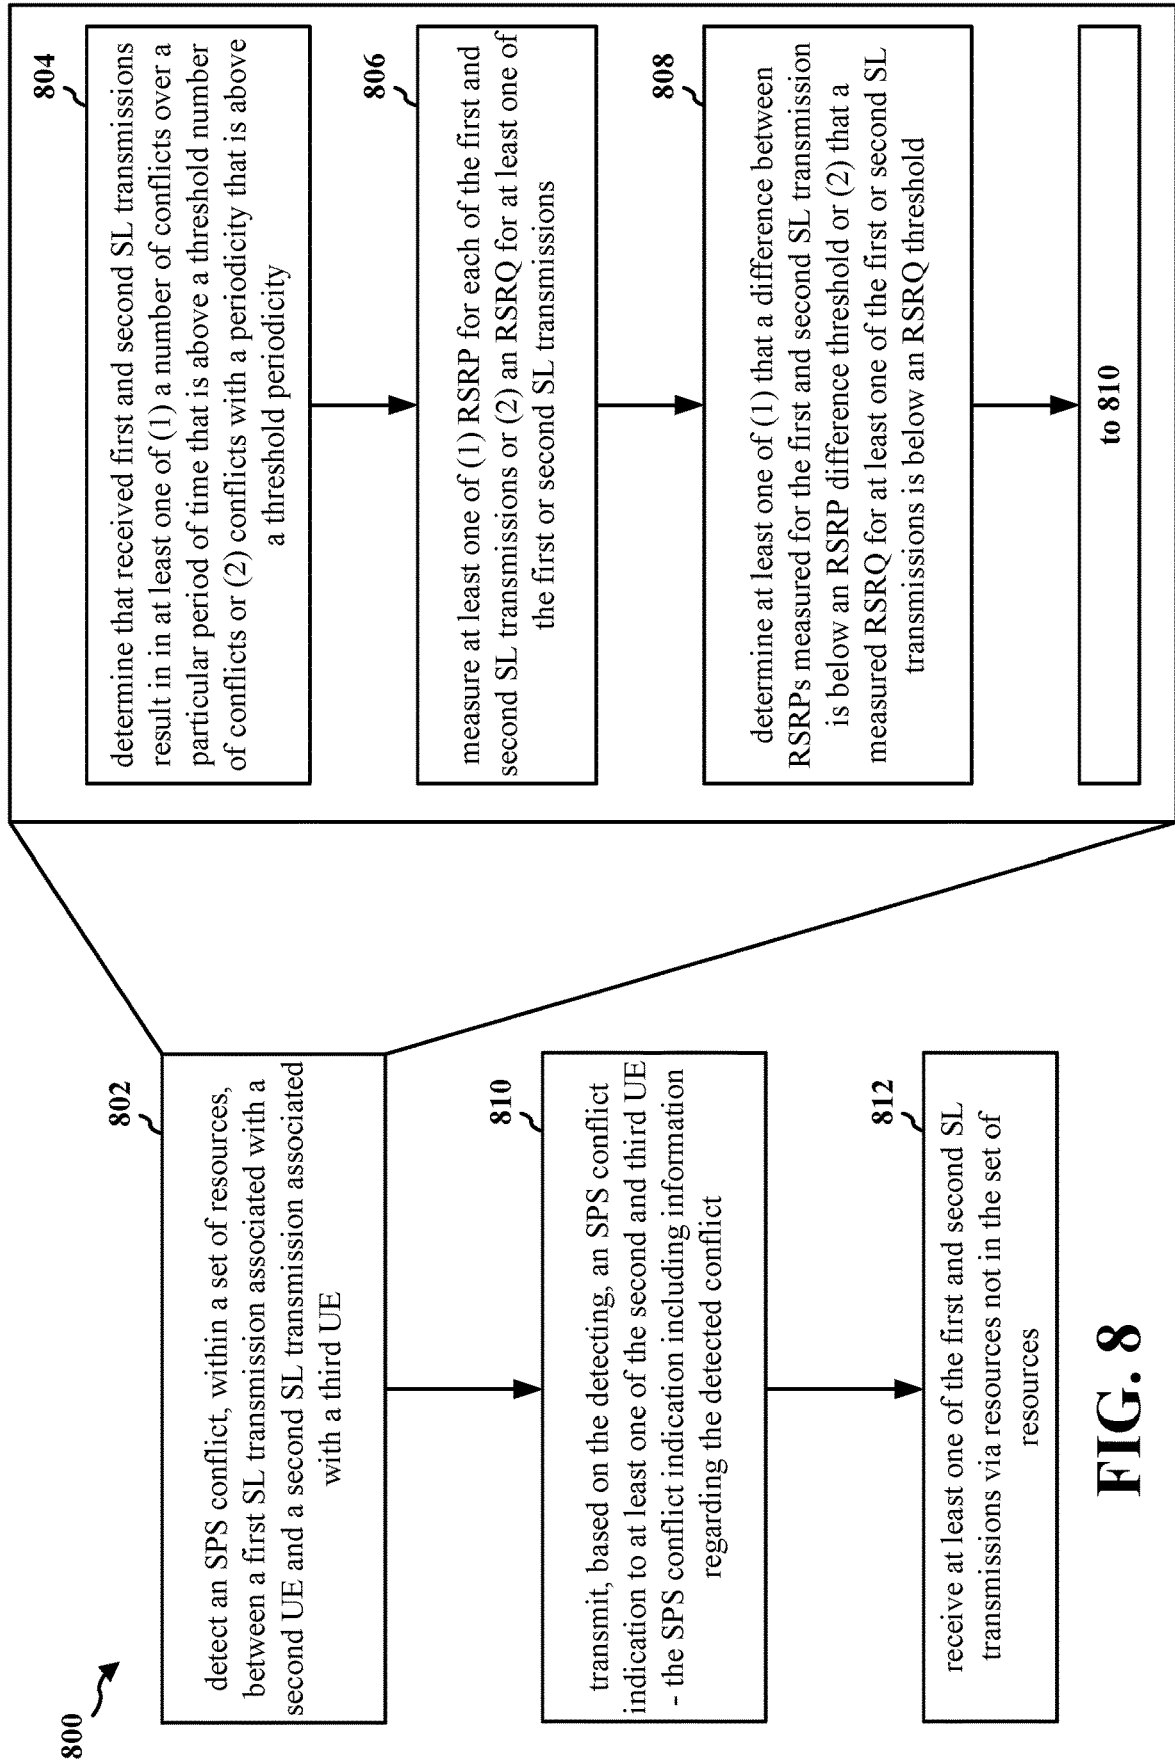 800
802
detect an SPS conflict, within a set of resources,
between a first SL transmission associated with a
second UE and a second SL transmission associated
with a third UE
810
transmit, based on the detecting, an SPS conflict
indication to at least one of the second and third UE
- the SPS conflict indication including information
regarding the detected conflict
812
receive at least one of the first and second SL
transmissions via resources not in the set of
resources
804
determine that received first and second SL transmissions
result in in at least one of (1) a number of conflicts over a
particular period of time that is above a threshold number
of conflicts or (2) conflicts with a periodicity that is above
a threshold periodicity
806
measure at least one of (1) RSRP for each of the first and
second SL transmissions or (2) an RSRQ for at least one of
the first or second SL transmissions
808
determine at least one of (1) that a difference between
RSRPs measured for the first and second SL transmission
is below an RSRP difference threshold or (2) that a
measured RSRQ for at least one of the first or second SL
transmissions is below an RSRQ threshold
to 810
FIG. 8